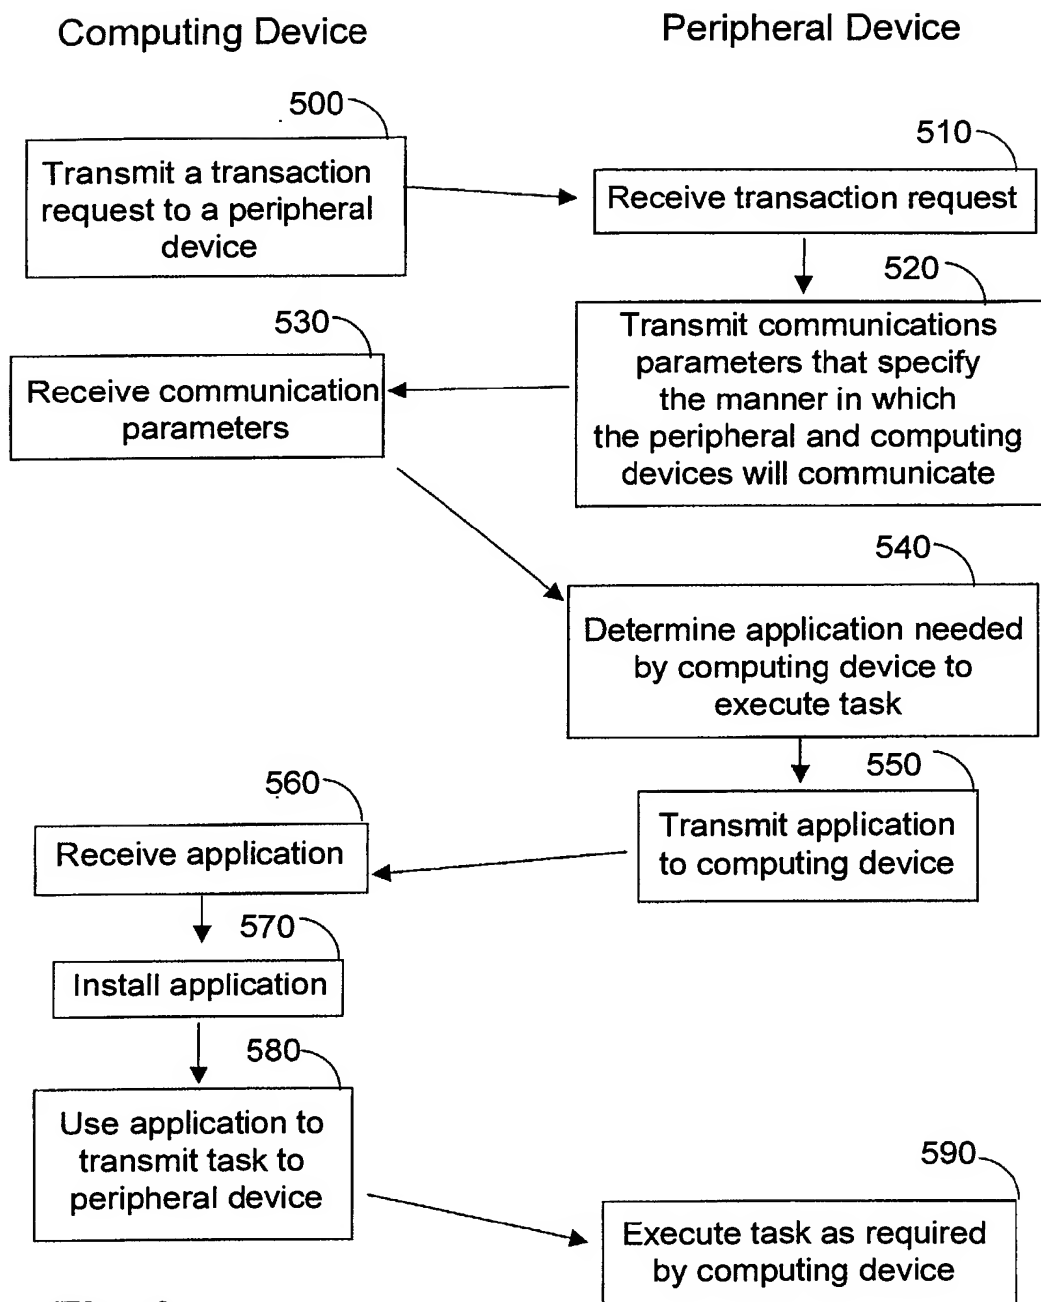 Computing Device
Peripheral Device
500
Transmit a transaction
request to a peripheral
device
510
Receive transaction request
520
Transmit communications
parameters that specify
the manner in which
the peripheral and computing
devices will communicate
530
Receive communication
parameters
540
Determine application needed
by computing device to
execute task
550
Transmit application
to computing device
560
Receive application
570
Install application
580
Use application to
transmit task to
peripheral device
590
Execute task as required
by computing device